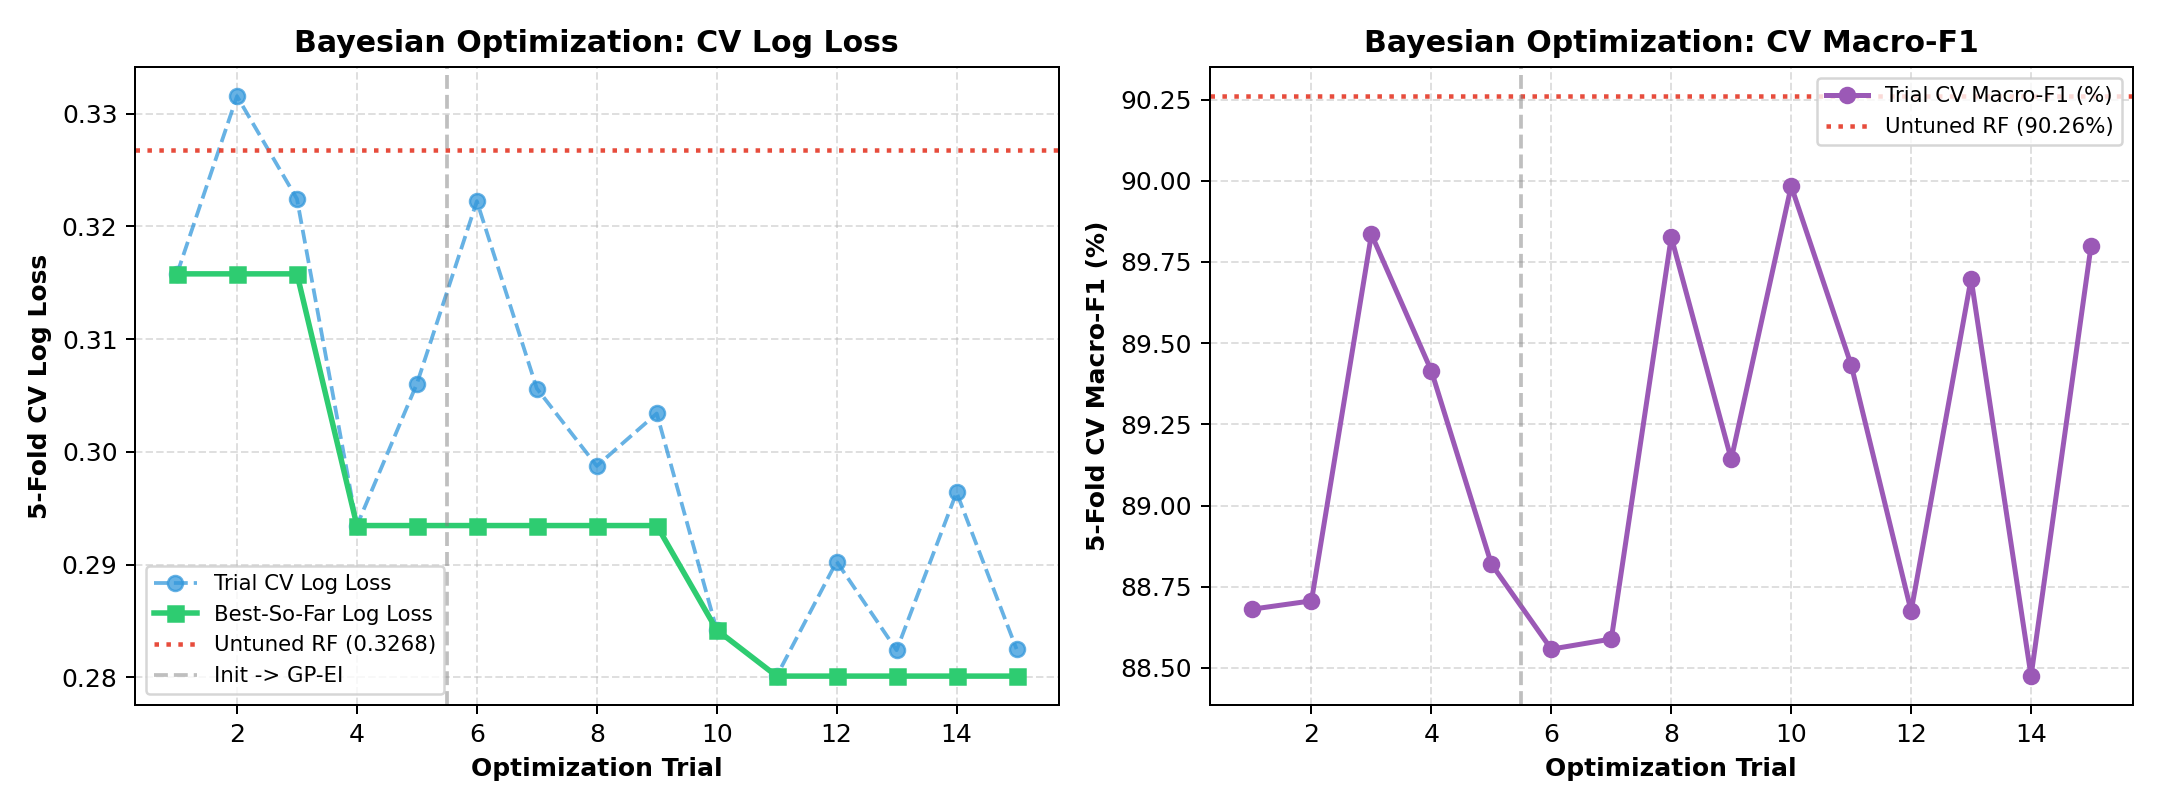 Bayesian Optimization: CV Log Loss
5-Fold CV Log Loss
0.33
0.32
0.31
0.30
0.29
0.28
Trial CV Log Loss
Best-So-Far Log Loss
Untuned RF (0.3268)
Init -> GP-EI
2 4 6 8 10 12 14
Optimization Trial
Bayesian Optimization: CV Macro-F1
5-Fold CV Macro-F1 (%)
90.25
90.00
89.75
89.50
89.25
89.00
88.75
88.50
Trial CV Macro-F1 (%)
Untuned RF (90.26%)
2 4 6 8 10 12 14
Optimization Trial